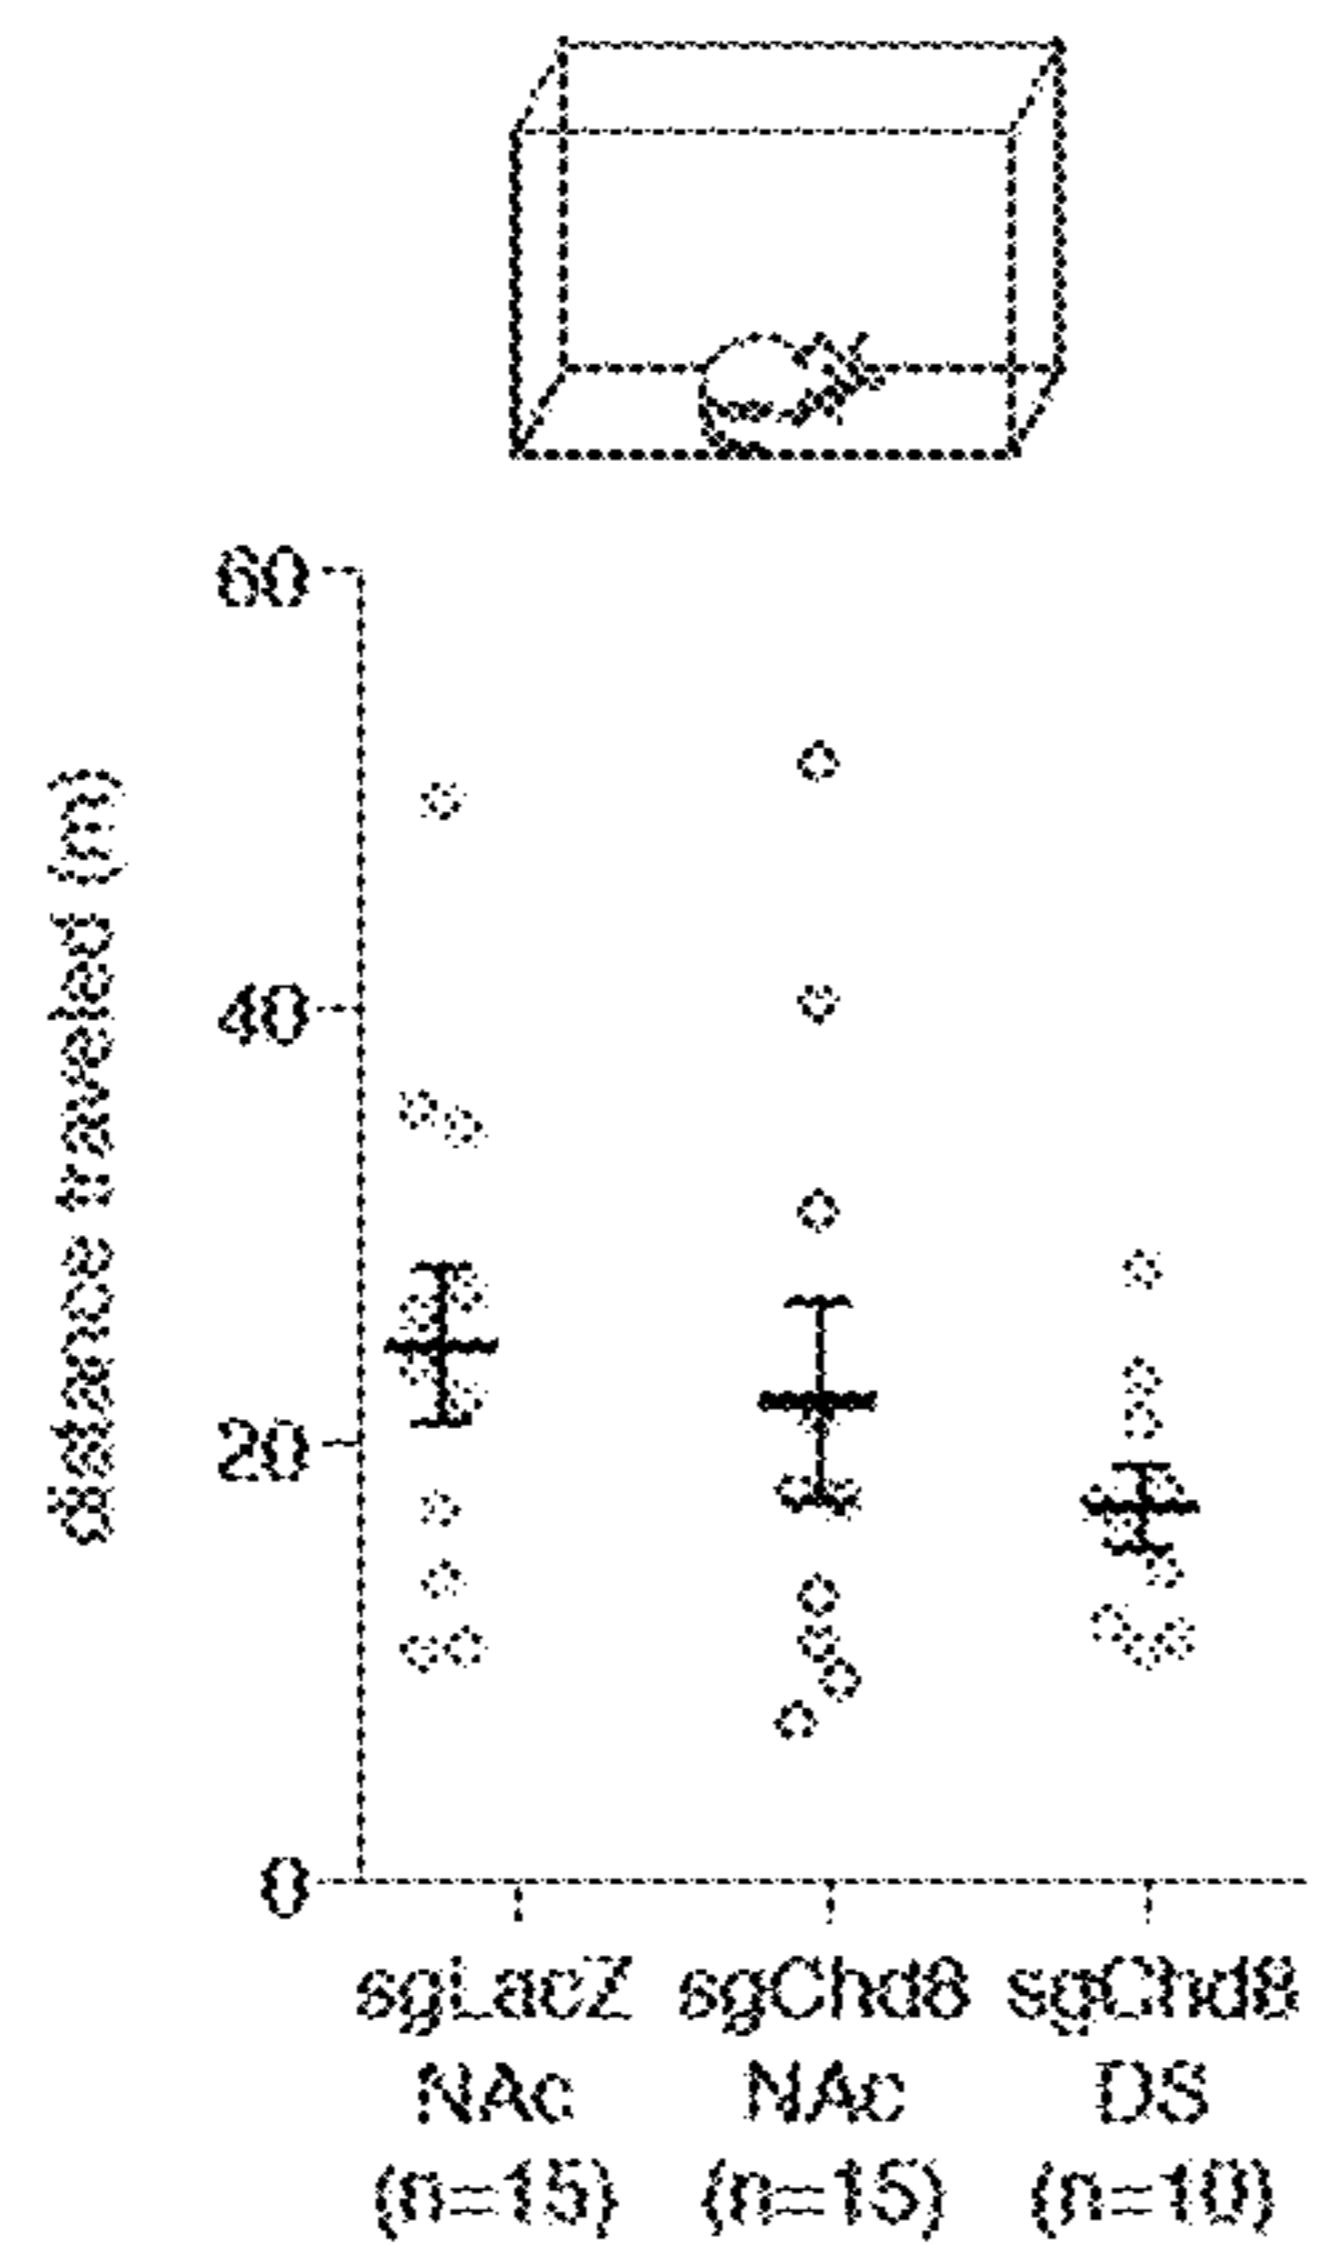 60
40
20
0
distance traveled (m)
sgLacZ sgChd8 sgChd8
NAc NAc DS
(n=15) (n=15) (n=10)